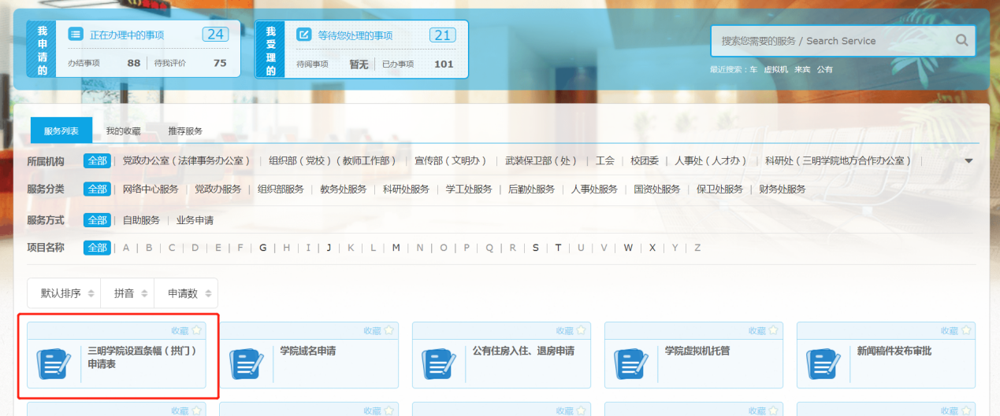 我申请的
正在办理中的事项 24
办结事项 88 待我评价 75
我受理的
等待您处理的事项 21
待阅事项 暂无 已办事项 101
搜索您需要的服务 / Search Service
最近搜索：车 虚拟机 来宾 公有
服务列表 我的收藏 推荐服务
所属机构 全部 | 党政办公室（法律事务办公室） | 组织部（党校）（教师工作部） | 宣传部（文明办） | 武装保卫部（处） | 工会 | 校团委 | 人事处（人才办） | 科研处（三明学院地方合作办公室） |
服务分类 全部 | 网络中心服务 | 党政办服务 | 组织部服务 | 教务处服务 | 科研处服务 | 学工处服务 | 后勤处服务 | 人事处服务 | 国资处服务 | 保卫处服务 | 财务处服务
服务方式 全部 | 自助服务 | 业务申请
项目名称 全部 | A | B | C | D | E | F | G | H | I | J | K | L | M | N | O | P | Q | R | S | T | U | V | W | X | Y | Z
默认排序 拼音 申请数
收藏 收藏 收藏 收藏 收藏
三明学院设置条幅（拱门）
申请表
学院域名申请
公有住房入住、退房申请
学院虚拟机托管
新闻稿件发布审批
收藏 收藏 收藏 收藏 收藏